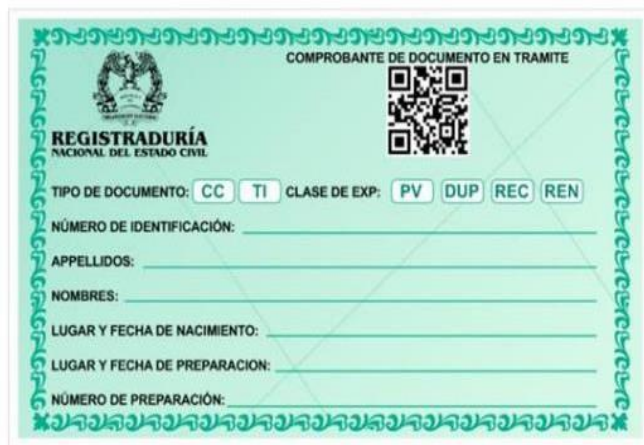 COMPROBANTE DE DOCUMENTO EN TRAMITE
REGISTRADURÍA
NACIONAL DEL ESTADO CIVIL
TIPO DE DOCUMENTO: CC TI CLASE DE EXP: PV DUP REC REN
NÚMERO DE IDENTIFICACIÓN:
APPELLIDOS:
NOMBRES:
LUGAR Y FECHA DE NACIMIENTO:
LUGAR Y FECHA DE PREPARACION:
NÚMERO DE PREPARACIÓN: